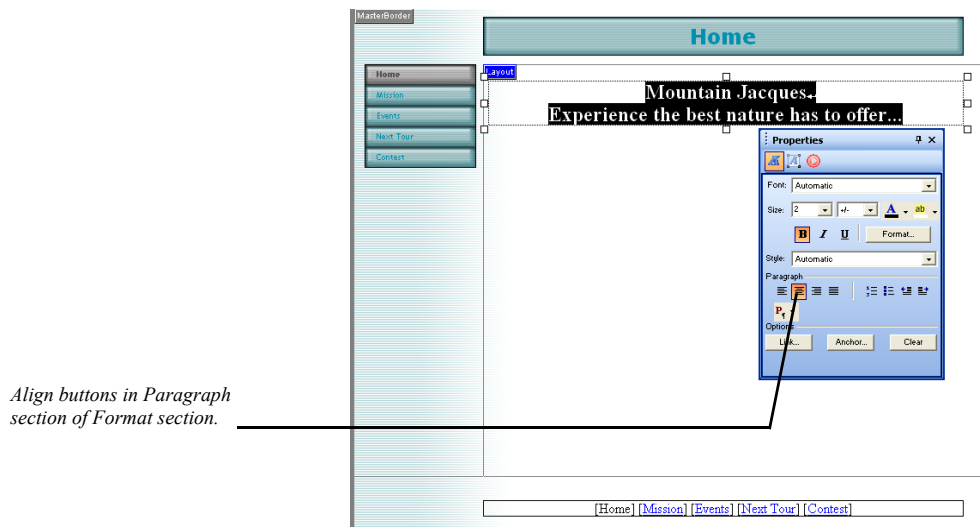 MasterBorder
Home
Home
Mission
Events
Next Tour
Contest
Layout
Mountain Jacques
Experience the best nature has to offer...
Properties
Font: Automatic
Size: 2 +/- A ab
B I U Format...
Style: Automatic
Paragraph
P
Options
Link... Anchor... Clear
Align buttons in Paragraph
section of Format section.
[Home] [Mission] [Events] [Next Tour] [Contest]